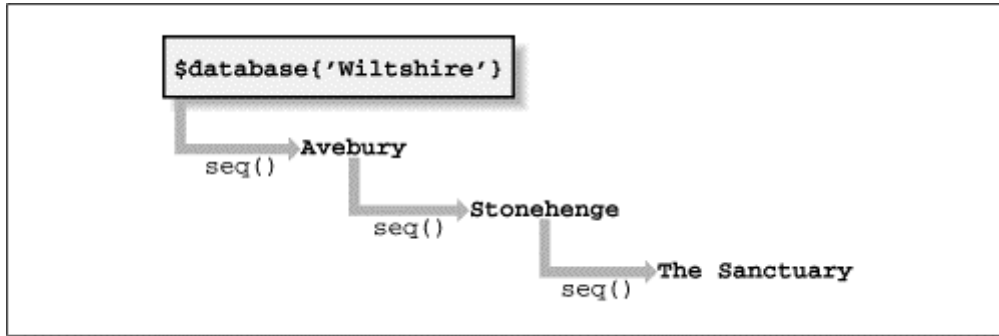 $database{'Wiltshire'}
Avebury
seq()
Stonehenge
seq()
The Sanctuary
seq()